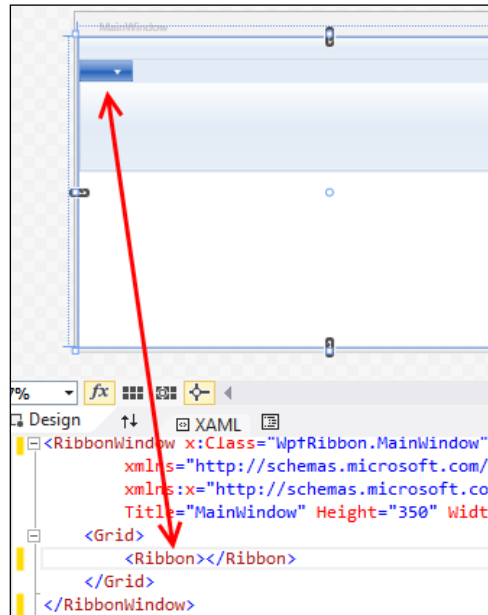 MainWindow
7%
fx
Design
XAML
<RibbonWindow x:Class="WpfRibbon.MainWindow"
xmlns="http://schemas.microsoft.com/
xmlns:x="http://schemas.microsoft.co
Title="MainWindow" Height="350" Widt
<Grid>
<Ribbon></Ribbon>
</Grid>
</RibbonWindow>